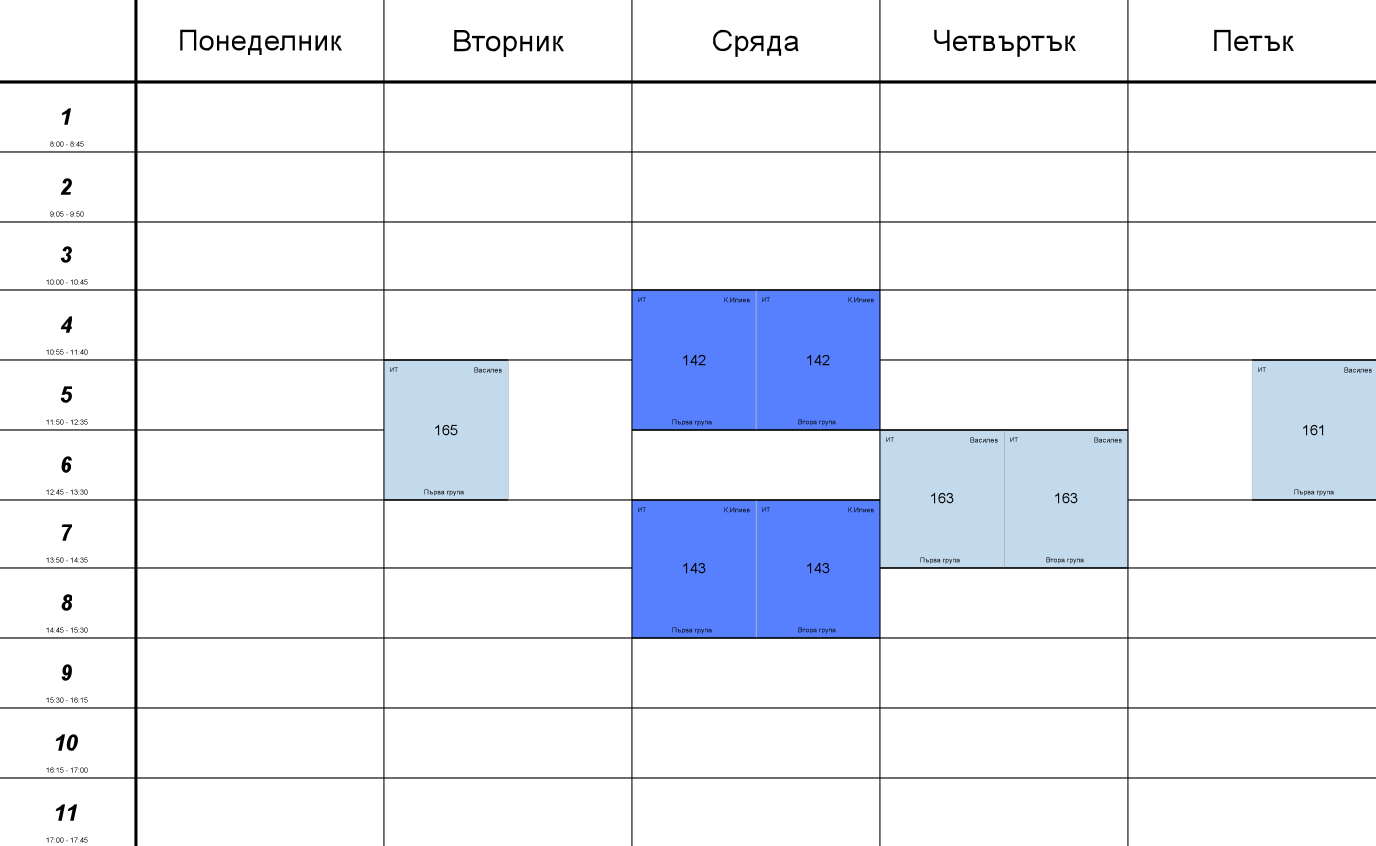 Понеделник
Вторник
Сряда
Четвъртък
Петък
1
8:00 - 8:45
2
9:05 - 9:50
3
10:00 - 10:45
4
10:55 - 11:40
ИТ К.Илиев
ИТ К.Илиев
142
142
Първа група
Втора група
5
11:50 - 12:35
ИТ Василев
165
Първа група
ИТ Василев
161
Първа група
6
12:45 - 13:30
ИТ Василев
ИТ Василев
163
163
Първа група
Втора група
7
13:50 - 14:35
ИТ К.Илиев
ИТ К.Илиев
143
143
Първа група
Втора група
8
14:45 - 15:30
9
15:30 - 16:15
10
16:15 - 17:00
11
17:00 - 17:45